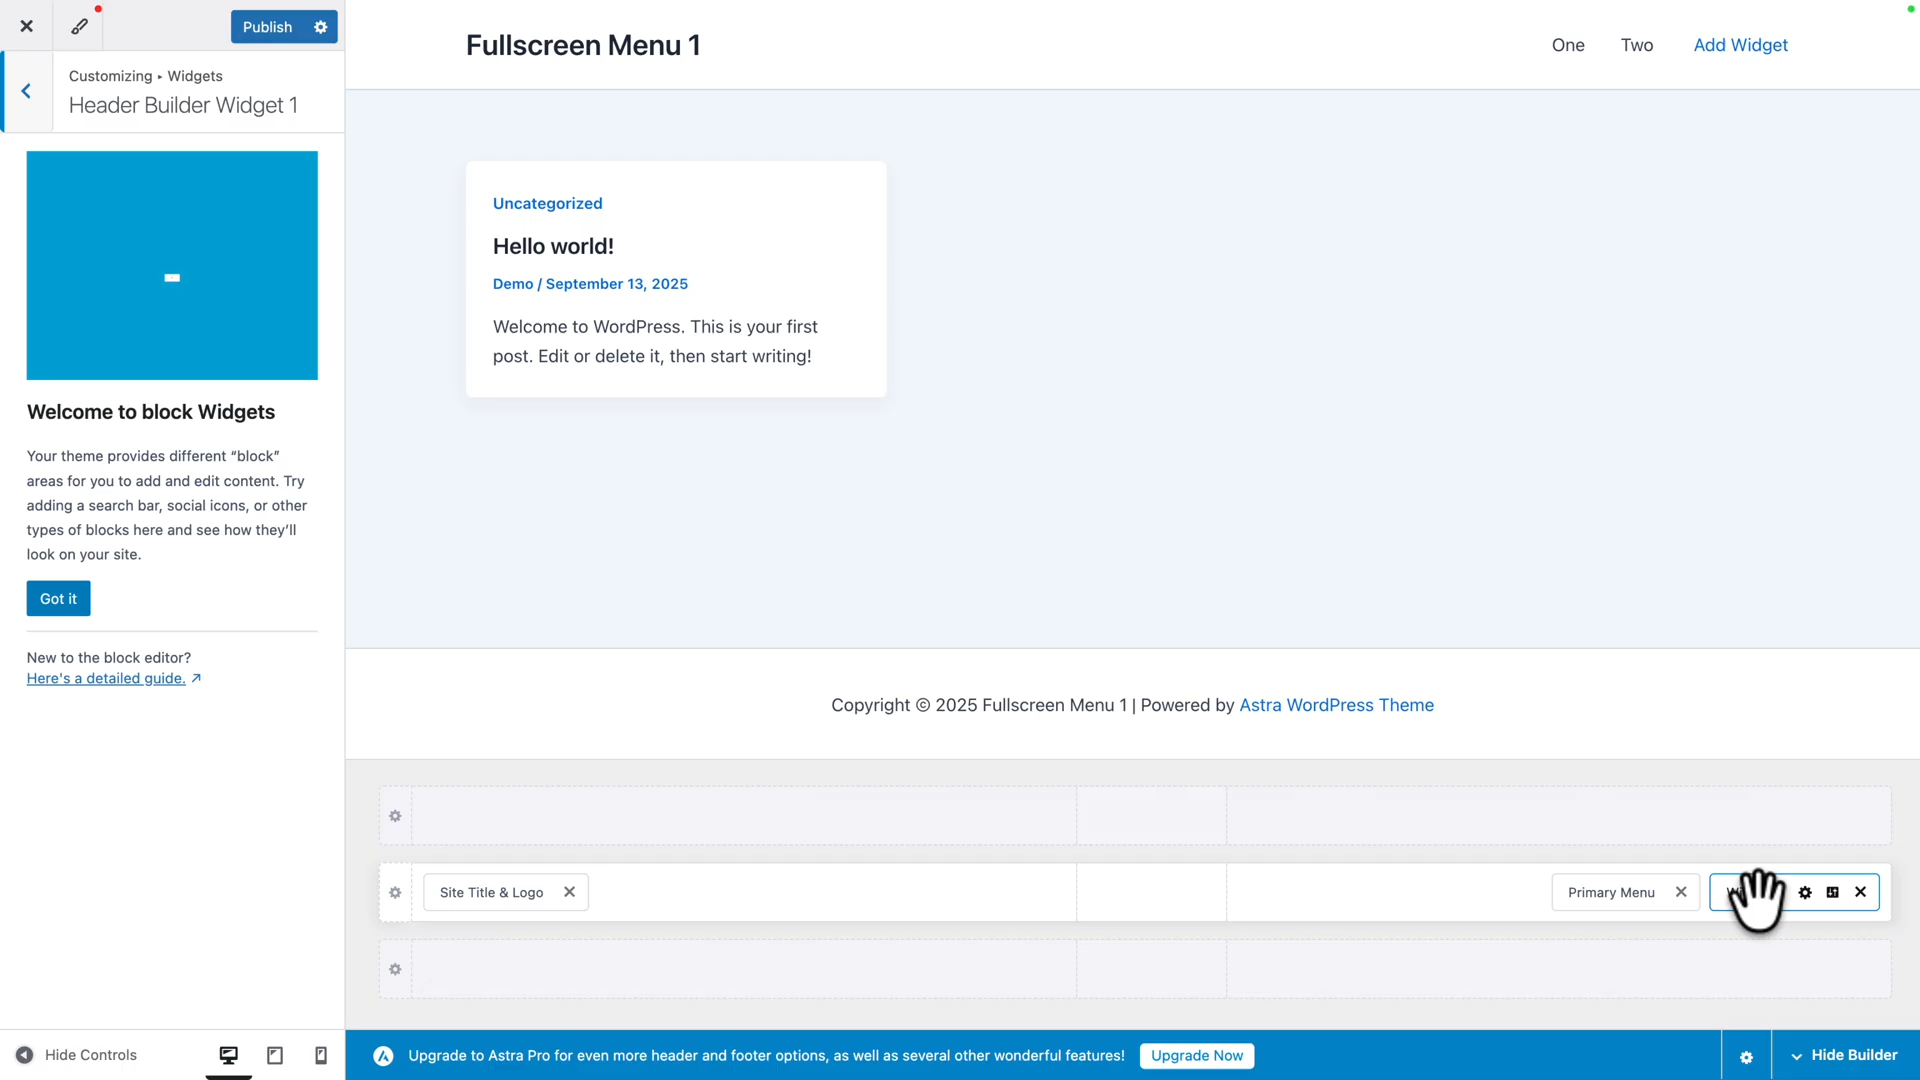 Publish
Customizing ▸ Widgets
Header Builder Widget 1
Welcome to block Widgets
Your theme provides different “block”
areas for you to add and edit content. Try
adding a search bar, social icons, or other
types of blocks here and see how they’ll
look on your site.
Got it
New to the block editor?
Here's a detailed guide. ↗
Hide Controls
Fullscreen Menu 1
One
Two
Add Widget
Uncategorized
Hello world!
Demo / September 13, 2025
Welcome to WordPress. This is your first
post. Edit or delete it, then start writing!
Copyright © 2025 Fullscreen Menu 1 | Powered by Astra WordPress Theme
Site Title & Logo
Primary Menu
Upgrade to Astra Pro for even more header and footer options, as well as several other wonderful features!
Upgrade Now
Hide Builder